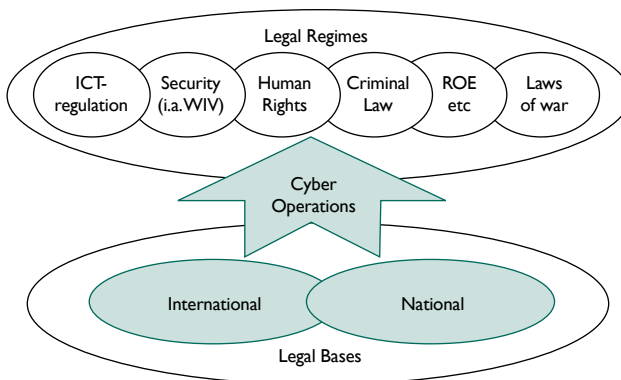 Legal Regimes
ICT-
regulation
Security
(i.a. WIV)
Human
Rights
Criminal
Law
ROE
etc
Laws
of war
Cyber
Operations
International
National
Legal Bases